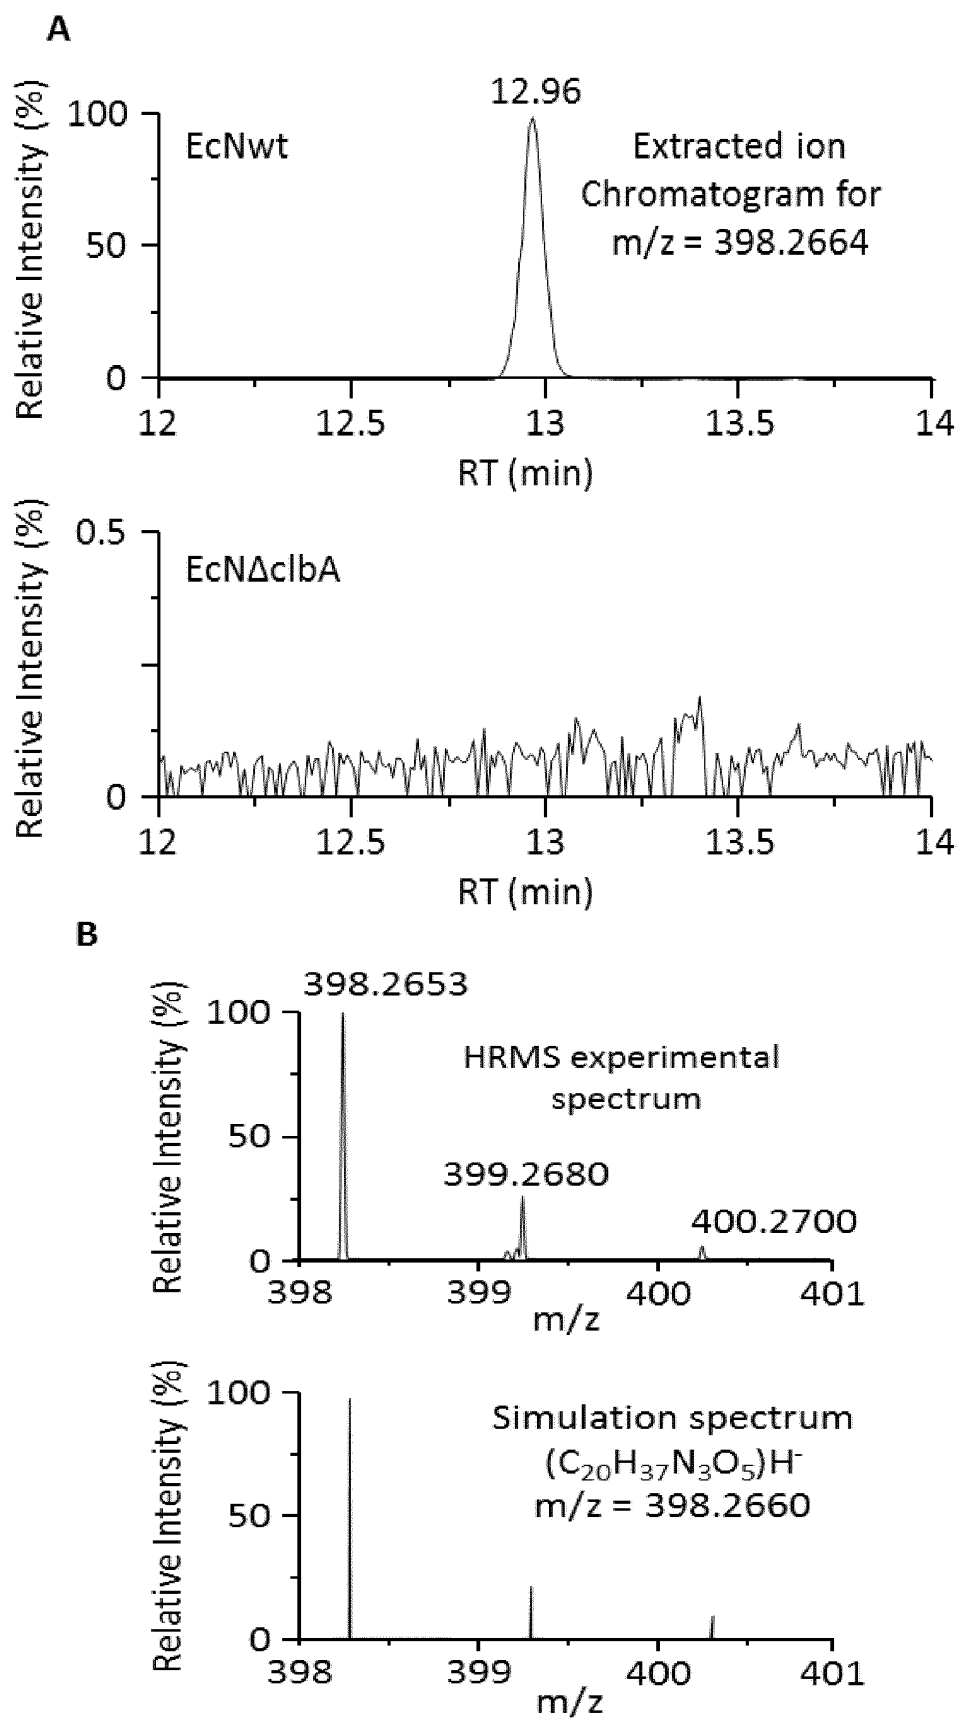 A
12.96
Relative Intensity (%)
100
50
0
EcNwt
Extracted ion
Chromatogram for
m/z = 398.2664
12 12.5 13 13.5 14
RT (min)
Relative Intensity (%)
0.5
0
EcNΔclbA
12 12.5 13 13.5 14
RT (min)
B
398.2653
Relative Intensity (%)
100
50
0
HRMS experimental
spectrum
399.2680
400.2700
398 399 400 401
m/z
Relative Intensity (%)
100
50
0
Simulation spectrum
(C₂₀H₃₇N₃O₅)H⁻
m/z = 398.2660
398 399 400 401
m/z